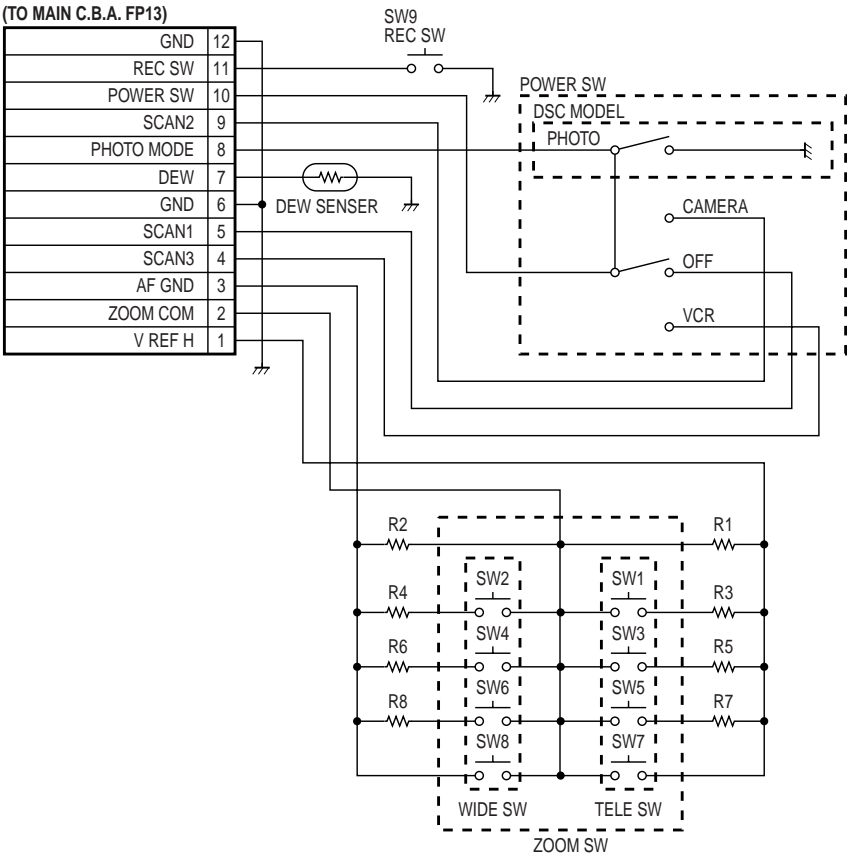 (TO MAIN C.B.A. FP13)
GND 12
REC SW 11
POWER SW 10
SCAN2 9
PHOTO MODE 8
DEW 7
GND 6
SCAN1 5
SCAN3 4
AF GND 3
ZOOM COM 2
V REF H 1
SW9
REC SW
DEW SENSER
POWER SW
DSC MODEL
PHOTO
CAMERA
OFF
VCR
R2
R1
SW2
SW1
R4
R3
SW4
SW3
R6
R5
SW6
SW5
R8
R7
SW8
SW7
WIDE SW
TELE SW
ZOOM SW